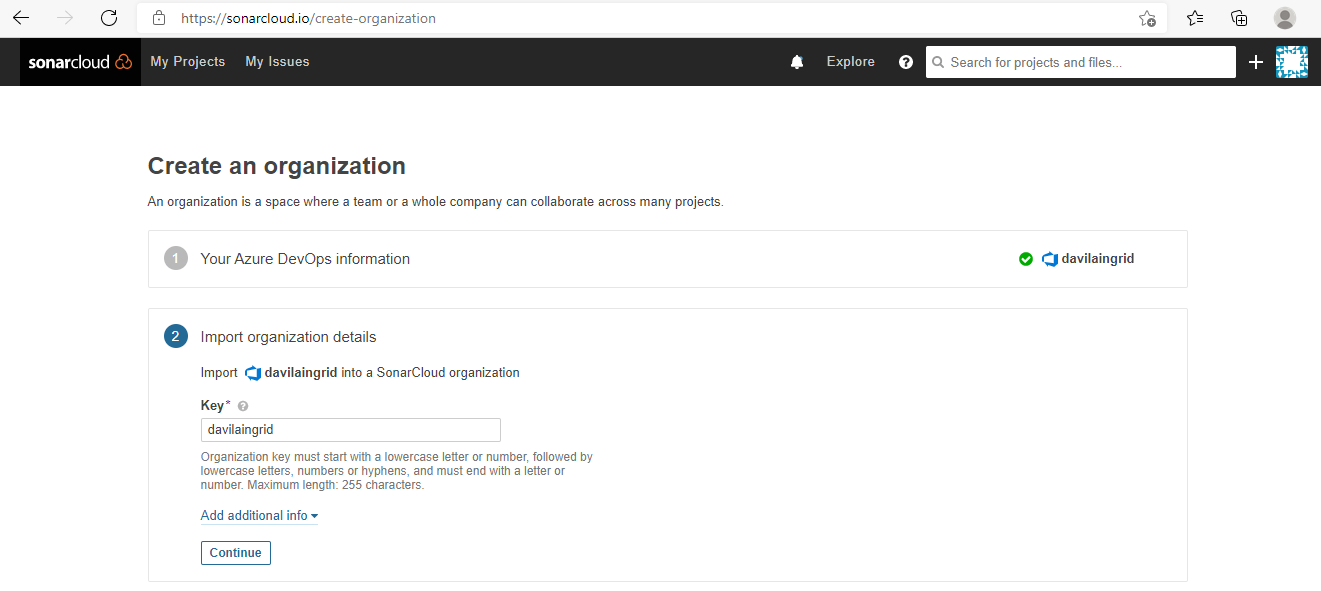 https://sonarcloud.io/create-organization
sonarcloud My Projects My Issues Explore ? Search for projects and files...
Create an organization
An organization is a space where a team or a whole company can collaborate across many projects.
1 Your Azure DevOps information davilaingrid
2 Import organization details
Import davilaingrid into a SonarCloud organization
Key* ?
davilaingrid
Organization key must start with a lowercase letter or number, followed by
lowercase letters, numbers or hyphens, and must end with a letter or
number. Maximum length: 255 characters.
Add additional info
Continue